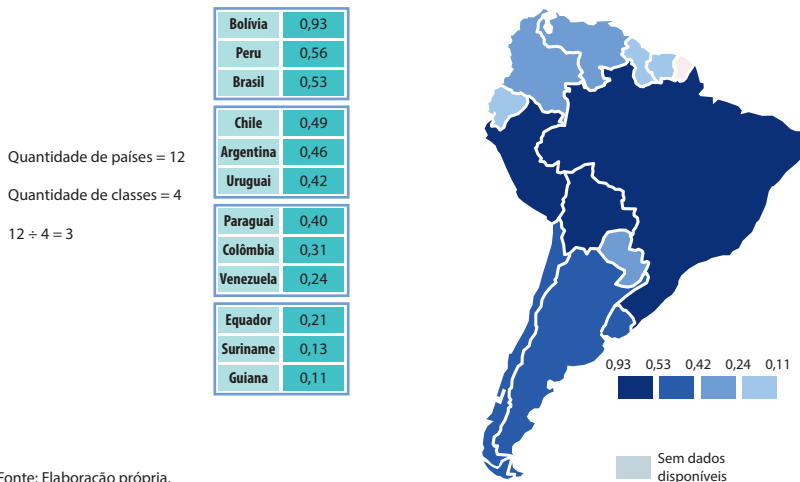 Quantidade de países = 12
Quantidade de classes = 4
12 ÷ 4 = 3
Bolívia 0,93
Peru 0,56
Brasil 0,53
Chile 0,49
Argentina 0,46
Uruguai 0,42
Paraguai 0,40
Colômbia 0,31
Venezuela 0,24
Equador 0,21
Suriname 0,13
Guiana 0,11
0,93 0,53 0,42 0,24 0,11
Sem dados
disponíveis
Fonte: Elaboração própria.